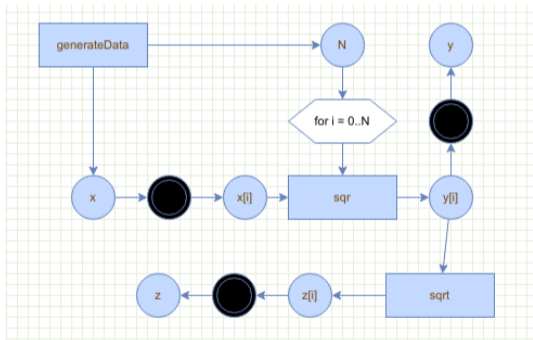 generateData
N
y
for i = 0..N
x
x[i]
sqr
y[i]
z
z[i]
sqrt